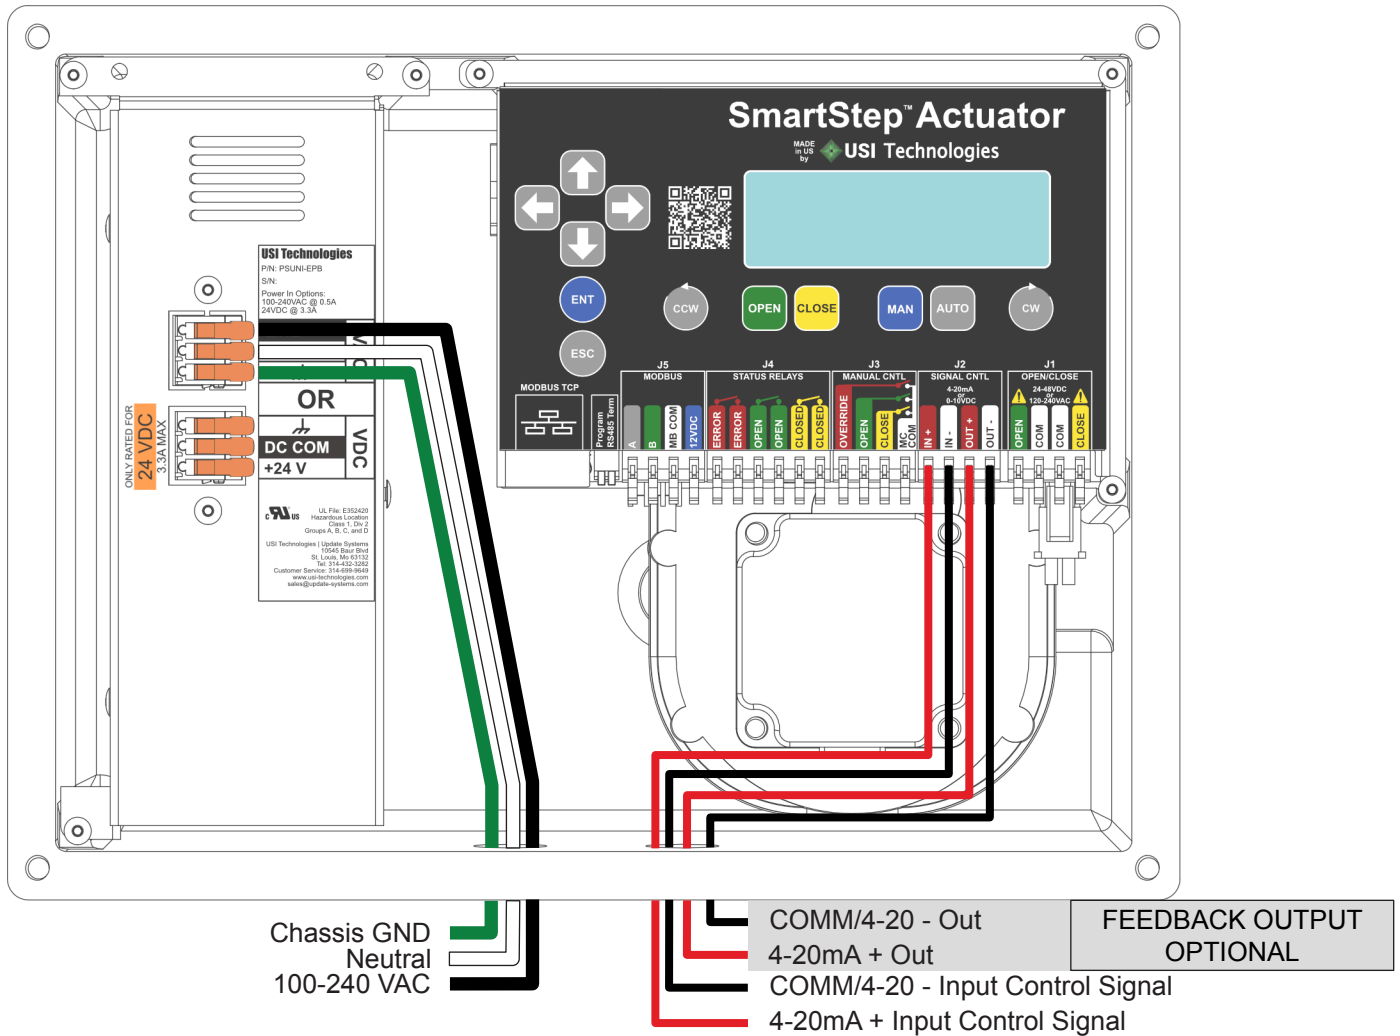 SmartStep™ Actuator
MADE
in US
by
USI Technologies
ENT
ESC
CCW
OPEN
CLOSE
MAN
AUTO
CW
MODBUS TCP
Program
RS485 Term
J5
MODBUS
A
B
MB COM
12VDC
J4
STATUS RELAYS
ERROR
ERROR
OPEN
OPEN
CLOSED
CLOSED
J3
MANUAL CNTL
OVERRIDE
OPEN
CLOSE
MC
COM
J2
SIGNAL CNTL
4-20mA
or
0-10VDC
IN +
IN -
OUT +
OUT -
J1
OPEN/CLOSE
24-48VDC
or
120-240VAC
OPEN
COM
COM
CLOSE
USI Technologies
P/N: PSUNI-EPB
S/N:
Power In Options:
100-240VAC @ 0.5A
24VDC @ 3.3A
OR
DC COM
+24 V
VDC
ONLY RATED FOR
24 VDC
3.3A MAX
C US
UL File: E352420
Hazardous Location
Class 1, Div 2
Groups A, B, C, and D
USI Technologies | Update Systems
10545 Baur Blvd
St. Louis, Mo 63132
Tel: 314-432-3282
Customer Service: 314-699-9649
www.usi-technologies.com
sales@update-systems.com
Chassis GND
Neutral
100-240 VAC
COMM/4-20 - Out
4-20mA + Out
FEEDBACK OUTPUT
OPTIONAL
COMM/4-20 - Input Control Signal
4-20mA + Input Control Signal